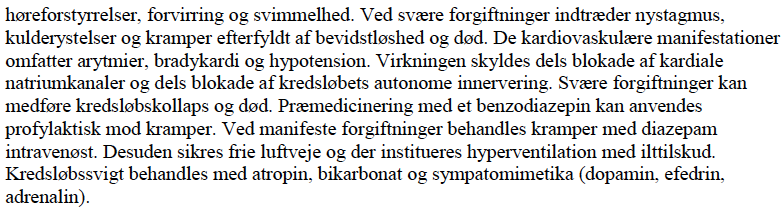 høreforstyrrelser, forvirring og svimmelhed. Ved svære forgiftninger indtræder nystagmus,
kulderystelser og kramper efterfyldt af bevidstløshed og død. De kardiovaskulære manifestationer
omfatter arytmier, bradykardi og hypotension. Virkningen skyldes dels blokade af kardiale
natriumkanaler og dels blokade af kredsløbets autonome innervering. Svære forgiftninger kan
medføre kredsløbskollaps og død. Præmedicinering med et benzodiazepin kan anvendes
profylaktisk mod kramper. Ved manifeste forgiftninger behandles kramper med diazepam
intravenøst. Desuden sikres frie luftveje og der institueres hyperventilation med ilttilskud.
Kredsløbssvigt behandles med atropin, bikarbonat og sympatomimetika (dopamin, efedrin,
adrenalin).